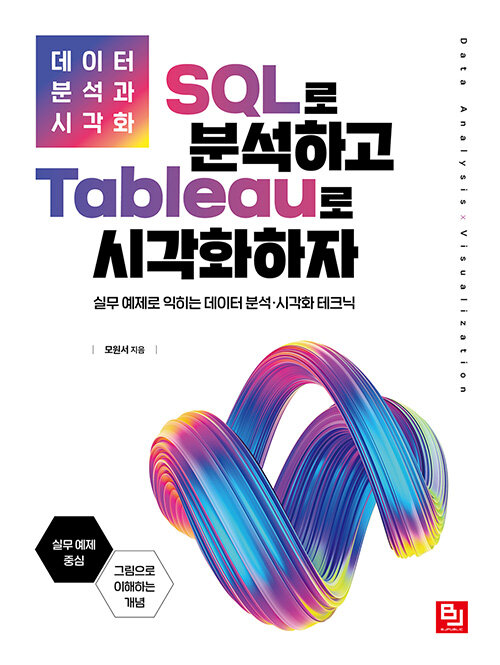 데이터
분석과
시각화
SQL로
분석하고
Tableau로
시각화하자
실무 예제로 익히는 데이터 분석·시각화 테크닉
| 모원서 지음 |
Data Analysis x Visualization
실무 예제
중심
그림으로
이해하는
개념
BJ
BJPUBLIC